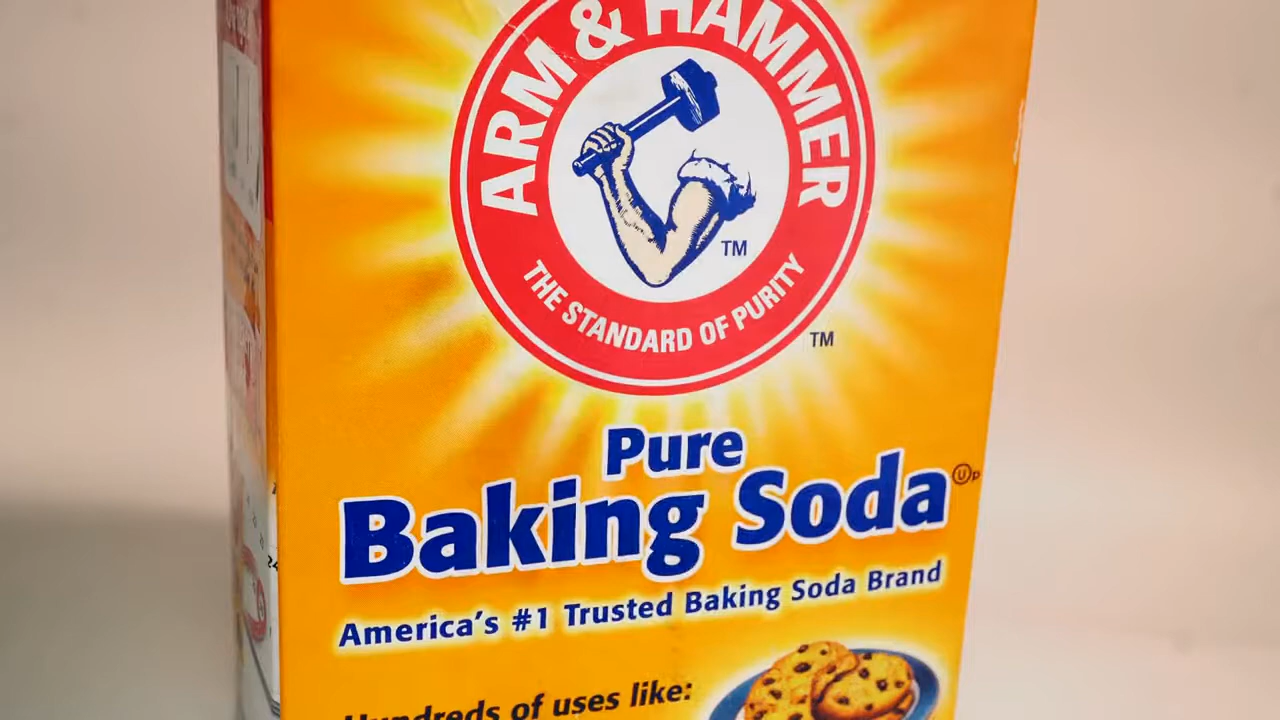 ARM & HAMMER
TM
THE STANDARD OF PURITY
TM
Pure
Baking Soda
U P
America's #1 Trusted Baking Soda Brand
Hundreds of uses like: